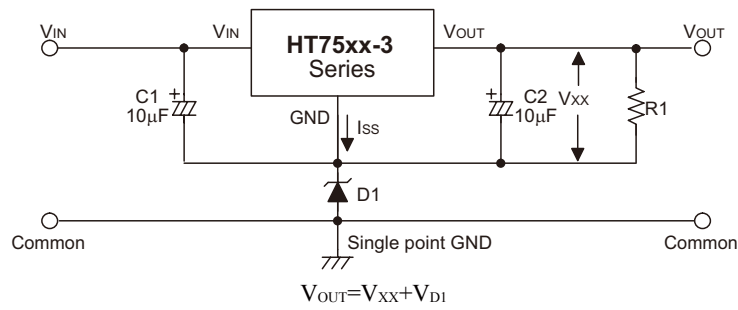 VIN
VIN
HT75xx-3
Series
VOUT
VOUT
C1
10μF
+
GND
ISS
+
C2
10μF
VXX
R1
D1
Common
Single point GND
Common
VOUT=VXX+VD1